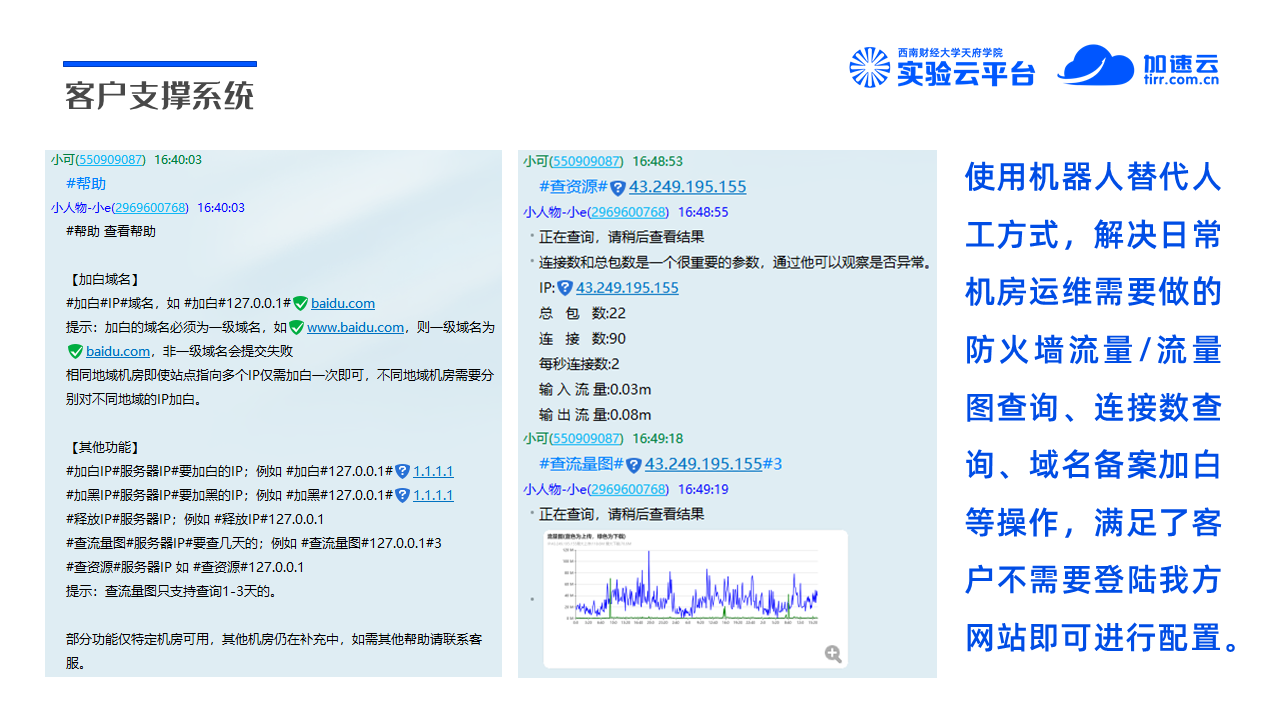 客户支撑系统
西南财经大学天府学院
实验云平台
加速云
tirr.com.cn
小可(550909087) 16:40:03
#帮助
小人物-小e(2969600768) 16:40:03
#帮助 查看帮助
【加白域名】
#加白#IP#域名，如 #加白#127.0.0.1# baidu.com
提示：加白的域名必须为一级域名，如 www.baidu.com，则一级域名为
baidu.com，非一级域名会提交失败
相同地域机房即使站点指向多个IP仅需加白一次即可，不同地域机房需要分
别对不同地域的IP加白。
【其他功能】
#加白IP#服务器IP#要加白的IP；例如 #加白#127.0.0.1# 1.1.1.1
#加黑IP#服务器IP#要加黑的IP；例如 #加黑#127.0.0.1# 1.1.1.1
#释放IP#服务器IP；例如 #释放IP#127.0.0.1
#查流量图#服务器IP#要查几天的；例如 #查流量图#127.0.0.1#3
#查资源#服务器IP 如 #查资源#127.0.0.1
提示：查流量图只支持查询1-3天的。
部分功能仅特定机房可用，其他机房仍在补充中，如需其他帮助请联系客
服。
小可(550909087) 16:48:53
#查资源# 43.249.195.155
小人物-小e(2969600768) 16:48:55
正在查询，请稍后查看结果
连接数和总包数是一个很重要的参数，通过他可以观察是否异常。
IP: 43.249.195.155
总 包 数:22
连 接 数:90
每秒连接数:2
输 入 流 量:0.03m
输 出 流 量:0.08m
小可(550909087) 16:49:18
#查流量图# 43.249.195.155#3
小人物-小e(2969600768) 16:49:19
正在查询，请稍后查看结果
流量图(蓝色为上传，绿色为下载)
使用机器人替代人
工方式，解决日常
机房运维需要做的
防火墙流量/流量
图查询、连接数查
询、域名备案加白
等操作，满足了客
户不需要登陆我方
网站即可进行配置。